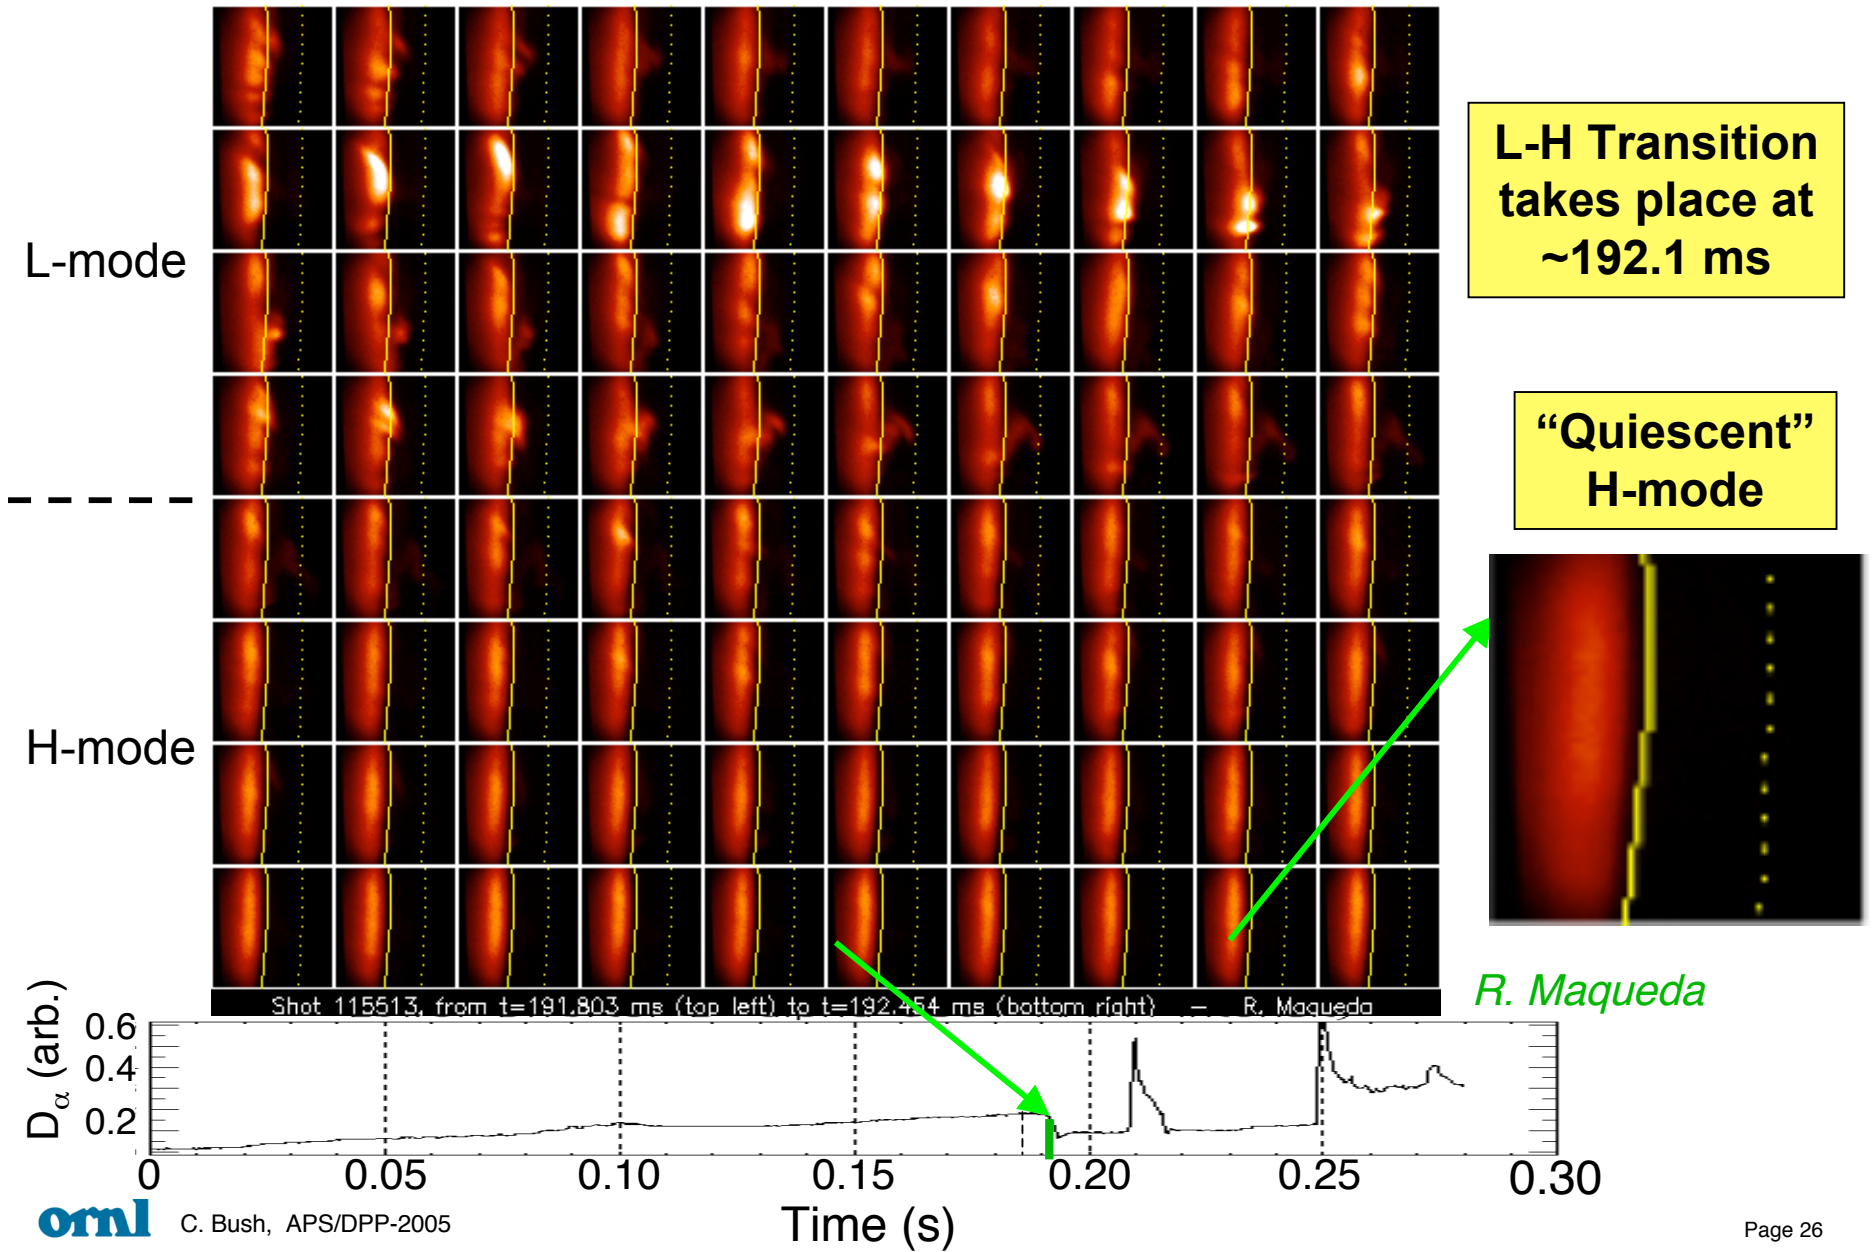 L-mode
H-mode
L-H Transition
takes place at
~192.1 ms
“Quiescent”
H-mode
R. Maqueda
Shot 115513, from t=191.803 ms (top left) to t=192.454 ms (bottom right) – R. Maqueda
Dα (arb.)
0.6
0.4
0.2
0 0.05 0.10 0.15 0.20 0.25 0.30
Time (s)
ornl
C. Bush, APS/DPP-2005
Page 26